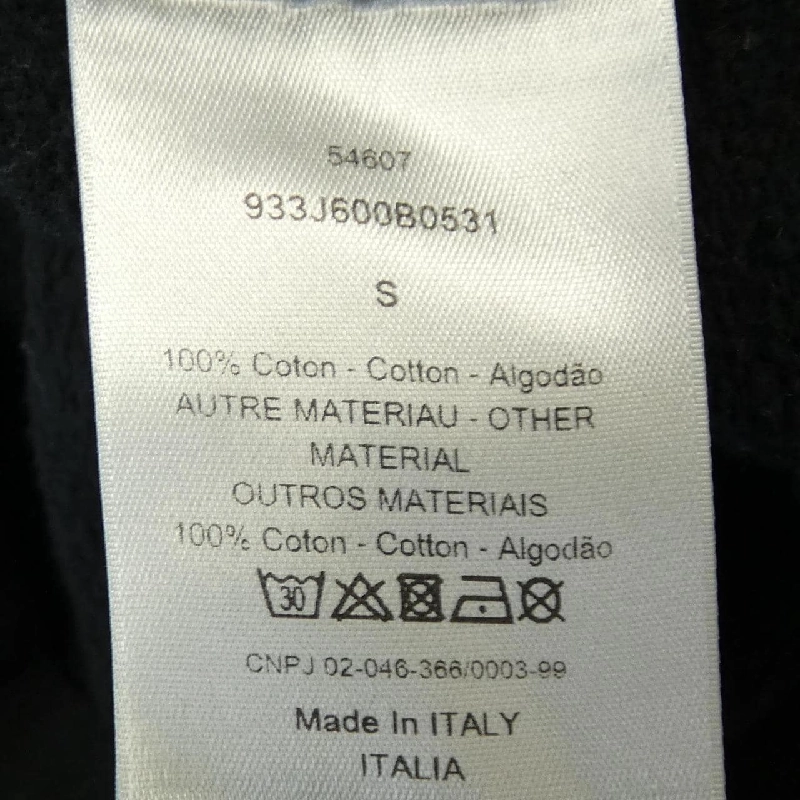 54607
933J600B0531
S
100% Coton - Cotton - Algodão
AUTRE MATERIAU - OTHER
MATERIAL
OUTROS MATERIAIS
100% Coton - Cotton - Algodão
30
CNPJ 02-046-366/0003-99
Made In ITALY
ITALIA